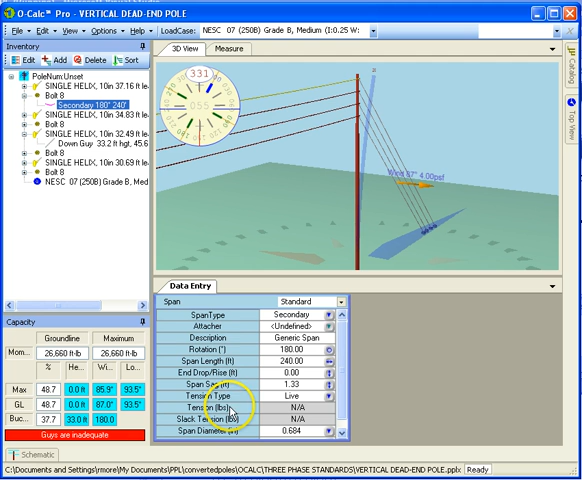 O-Calc™ Pro - VERTICAL DEAD-END POLE
File Edit View Options Help LoadCase: NESC 07 (250B) Grade B, Medium (I:0.25 W:
Inventory
Edit Add Delete Sort
PoleNum:Unset
SINGLE HELIX, 10in 37.16 ft le
Bolt 8
Secondary 180° 240'
SINGLE HELIX, 10in 34.83 ft le
Bolt 8
SINGLE HELIX, 10in 32.49 ft le
Down Guy 33.2 ft hgt, 45.6
Bolt 8
SINGLE HELIX, 10in 30.69 ft le
Bolt 8
NESC 07 (250B) Grade B, Med
3D View Measure
331
055
Wind 87° 4.00psf
Catalog
Top View
Data Entry
Span Standard
SpanType Secondary
Attacher <Undefined>
Description Generic Span
Rotation (°) 180.00
Span Length (ft) 240.00
End Drop/Rise (ft) 0.00
Span Sag (ft) 1.33
Tension Type Live
Tension (lbs) N/A
Slack Tension (lbs) N/A
Span Diameter (in) 0.684
Capacity
Groundline Maximum
Mom... 26,660 ft-lb 26,660 ft-lb
% He... Wi... Lo...
Max 48.7 0.0 ft 85.9° 93.5°
GL 48.7 0.0 ft 87.0° 93.5°
Buc... 37.7 33.0 ft 180.0
Guys are inadequate
Schematic
C:\Documents and Settings\rmore\My Documents\PPL\convertedpoles\OCALC\THREE PHASE STANDARDS\VERTICAL DEAD-END POLE.pplx Ready